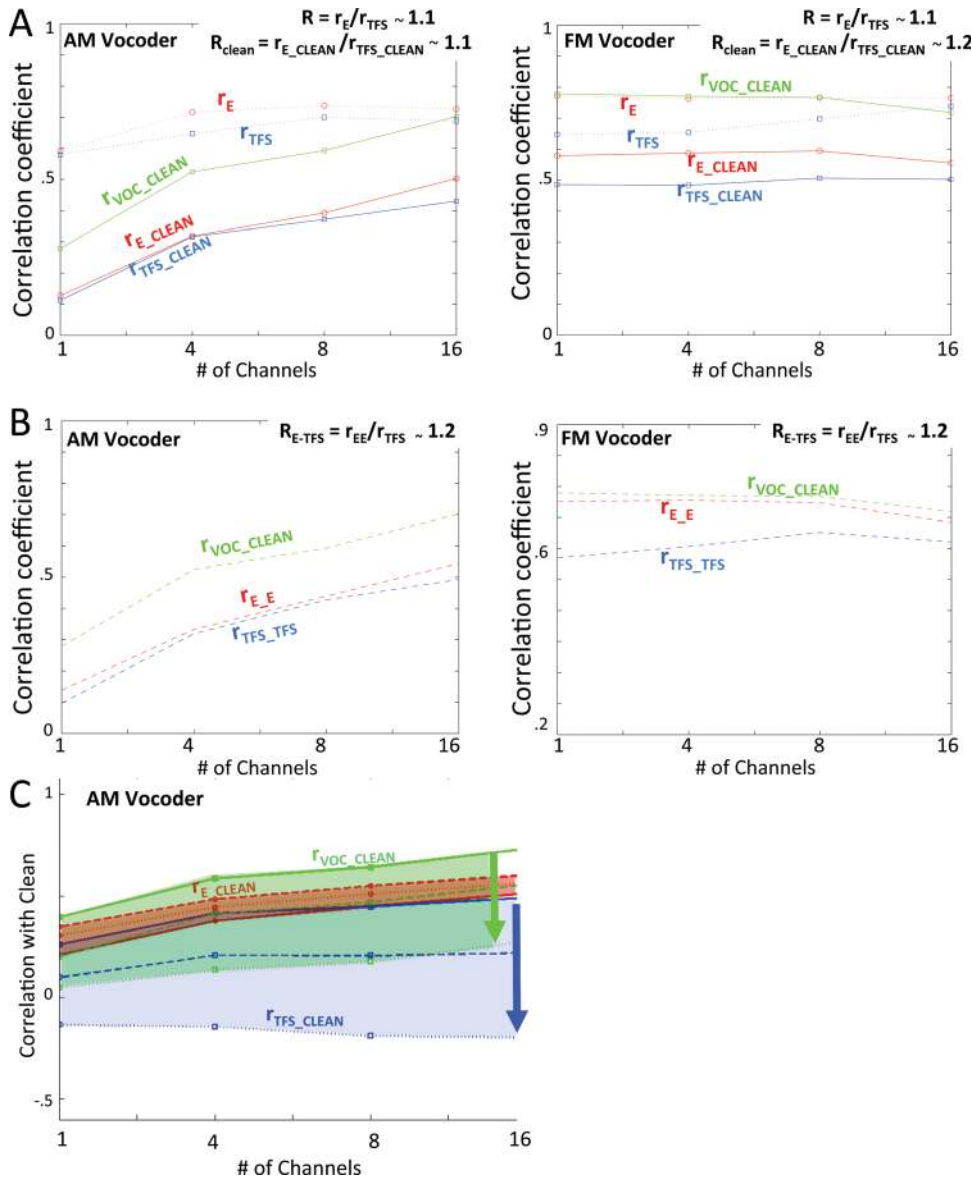 A
R = rE/rTFS ~ 1.1
AM Vocoder
Rclean = rE_CLEAN/rTFS_CLEAN ~ 1.1
1
rE
rTFS
rVOC_CLEAN
.5
rE_CLEAN
rTFS_CLEAN
0
Correlation coefficient
1 4 8 16
# of Channels
R = rE/rTFS ~ 1.1
FM Vocoder
Rclean = rE_CLEAN/rTFS_CLEAN ~ 1.2
1
rVOC_CLEAN
rE
rTFS
rE_CLEAN
.5
rTFS_CLEAN
0
Correlation coefficient
1 4 8 16
# of Channels
B
AM Vocoder
RE-TFS = rEE/rTFS ~ 1.2
1
rVOC_CLEAN
.5
rE_E
rTFS_TFS
0
Correlation coefficient
1 4 8 16
# of Channels
FM Vocoder
RE-TFS = rEE/rTFS ~ 1.2
.9
rVOC_CLEAN
rE_E
.6
rTFS_TFS
.2
Correlation coefficient
1 4 8 16
# of Channels
C
AM Vocoder
1
rVOC_CLEAN
rE_CLEAN
.5
0
rTFS_CLEAN
-.5
Correlation with Clean
1 4 8 16
# of Channels